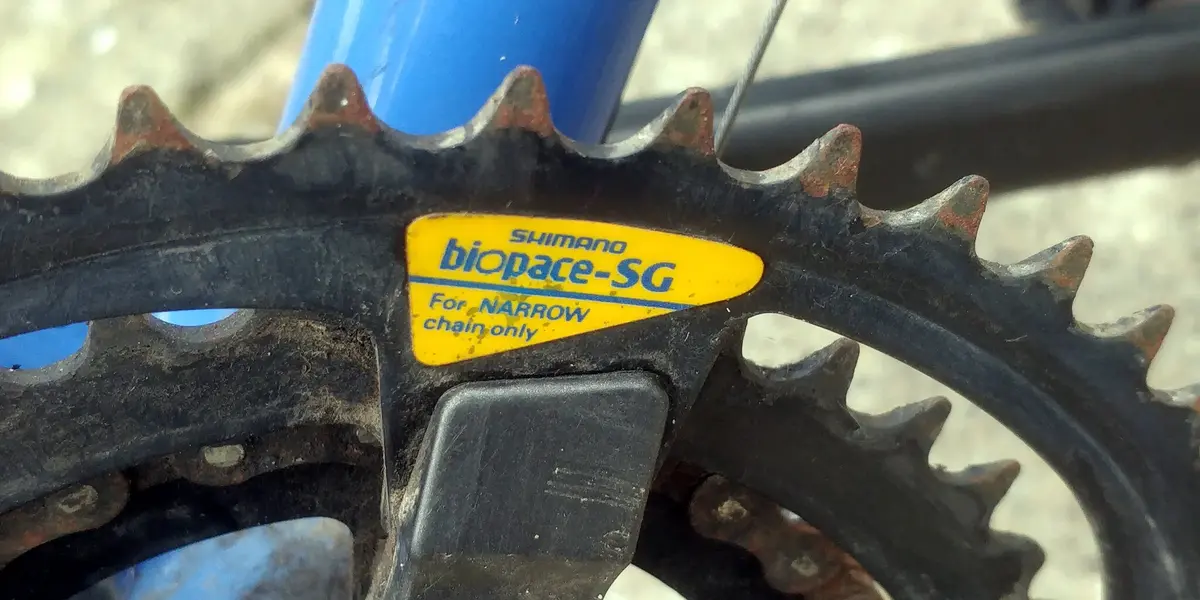 SHIMANO
biopace-SG
For NARROW
chain only